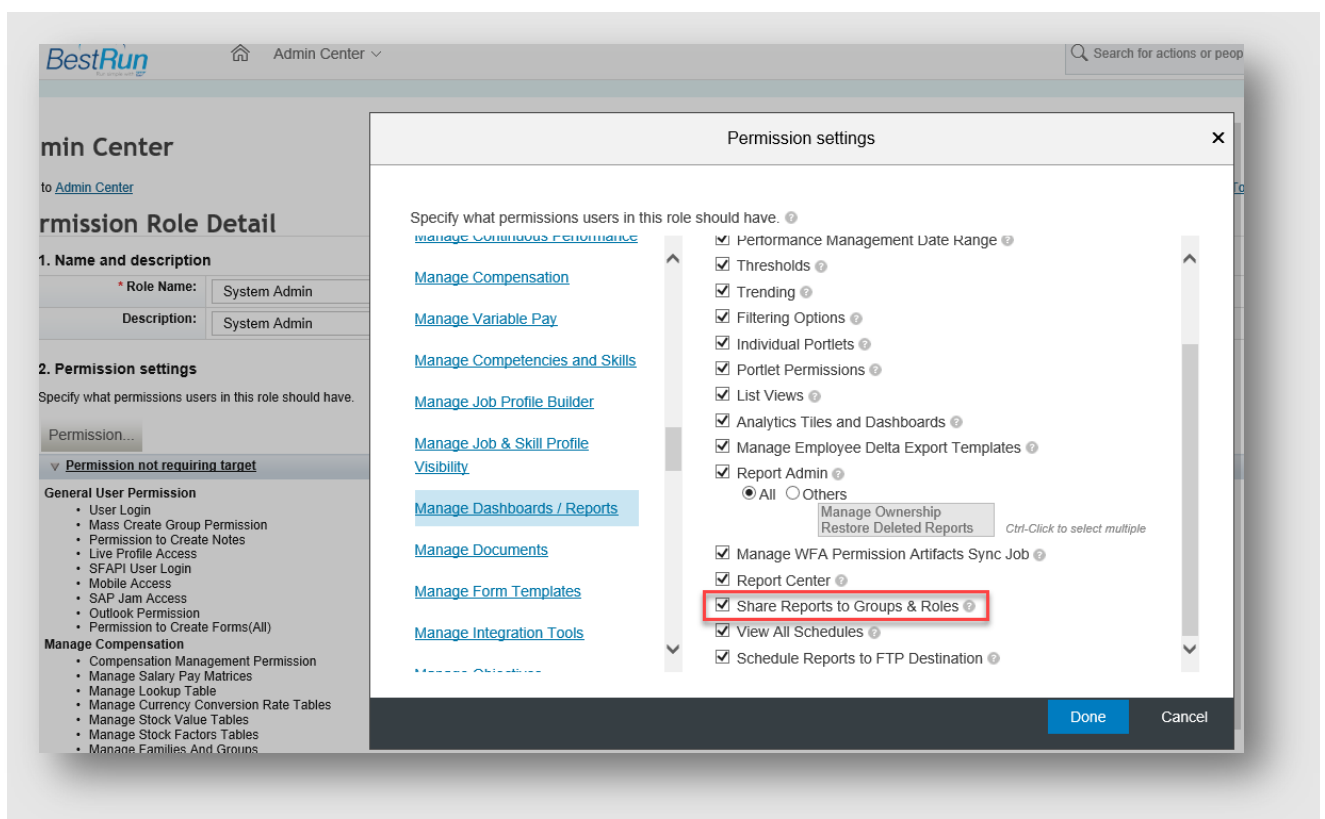 BestRun
Admin Center
Search for actions or peop
min Center
to Admin Center
To
rmission Role Detail
1. Name and description
* Role Name: System Admin
Description: System Admin
2. Permission settings
Specify what permissions users in this role should have.
Permission...
Permission not requiring target
General User Permission
• User Login
• Mass Create Group Permission
• Permission to Create Notes
• Live Profile Access
• SFAPI User Login
• Mobile Access
• SAP Jam Access
• Outlook Permission
• Permission to Create Forms(All)
Manage Compensation
• Compensation Management Permission
• Manage Salary Pay Matrices
• Manage Lookup Table
• Manage Currency Conversion Rate Tables
• Manage Stock Value Tables
• Manage Stock Factors Tables
• Manage Families And Groups
Permission settings
Specify what permissions users in this role should have.
Manage Continuous Performance
Manage Compensation
Manage Variable Pay
Manage Competencies and Skills
Manage Job Profile Builder
Manage Job & Skill Profile
Visibility
Manage Dashboards / Reports
Manage Documents
Manage Form Templates
Manage Integration Tools
Manage Objectives
Performance Management Date Range
Thresholds
Trending
Filtering Options
Individual Portlets
Portlet Permissions
List Views
Analytics Tiles and Dashboards
Manage Employee Delta Export Templates
Report Admin
All Others
Manage Ownership
Restore Deleted Reports Ctrl-Click to select multiple
Manage WFA Permission Artifacts Sync Job
Report Center
Share Reports to Groups & Roles
View All Schedules
Schedule Reports to FTP Destination
Done Cancel